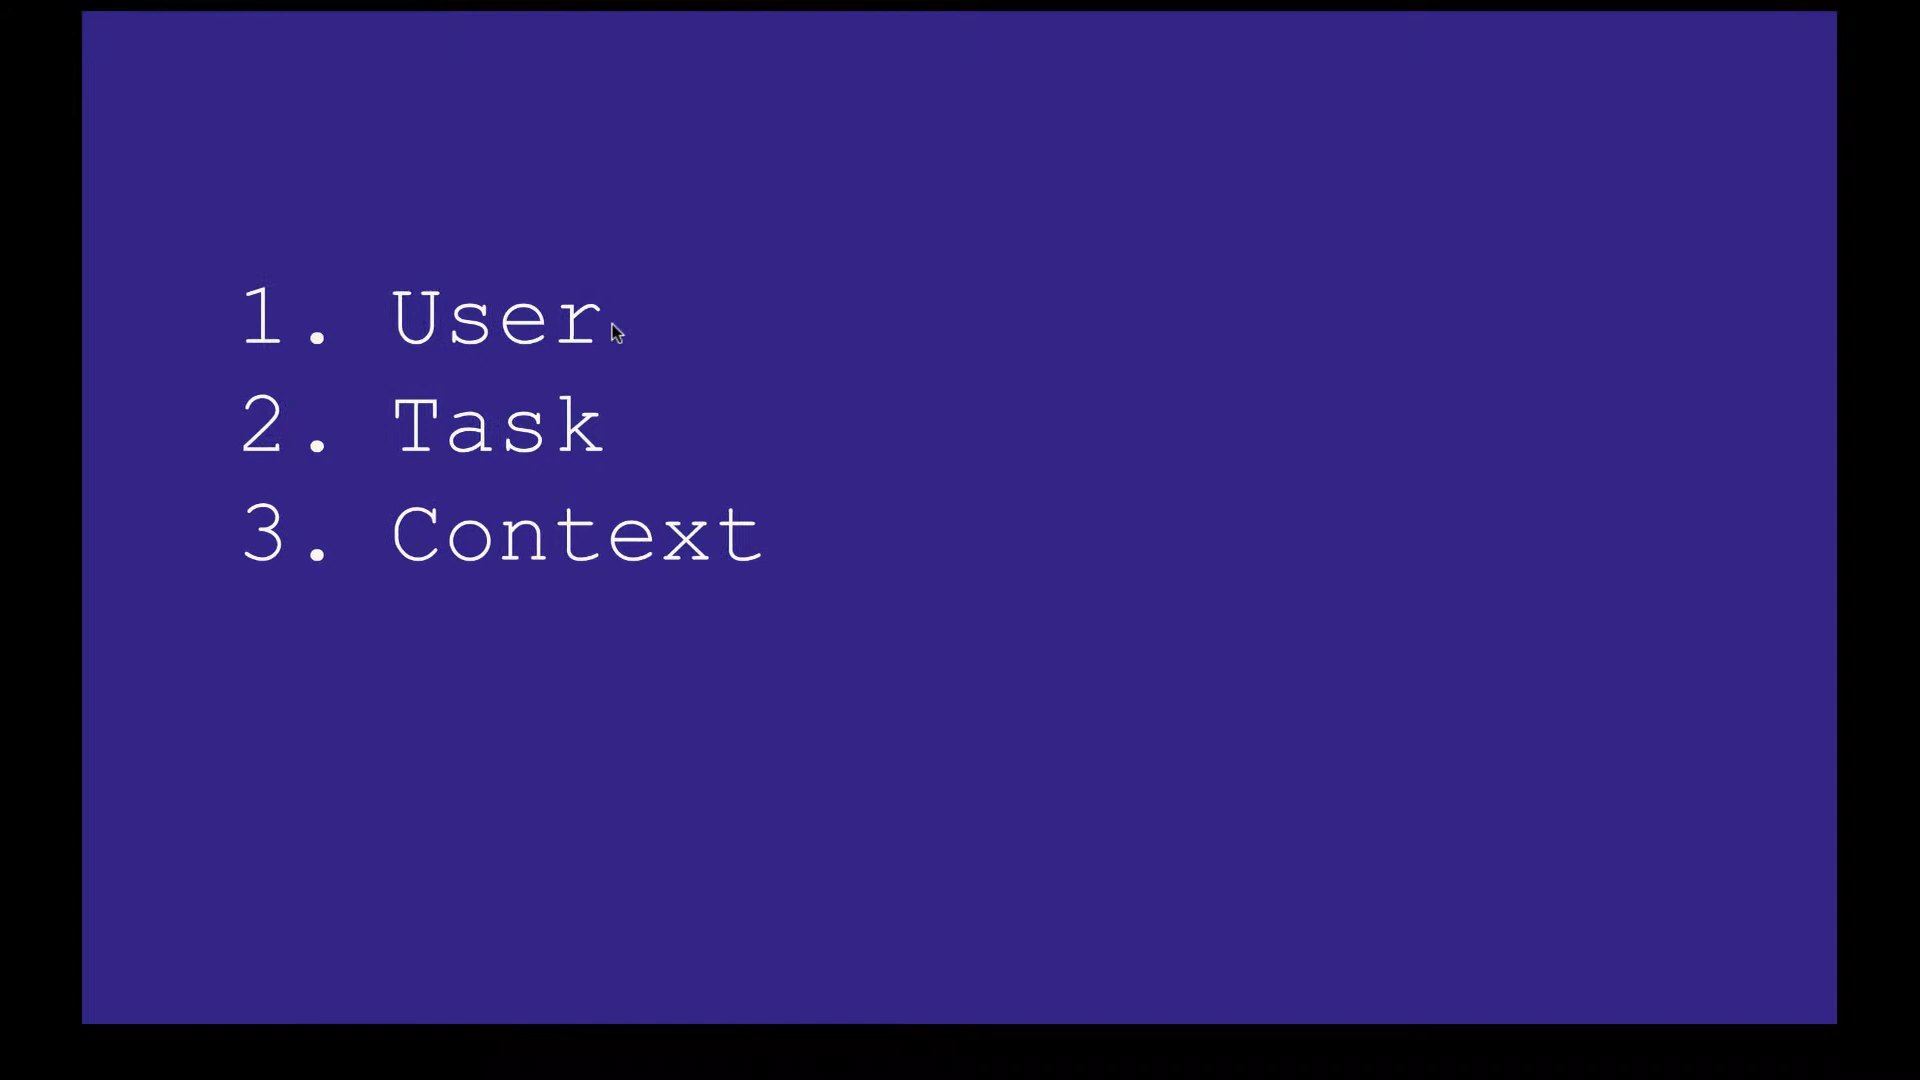 1. User
2. Task
3. Context